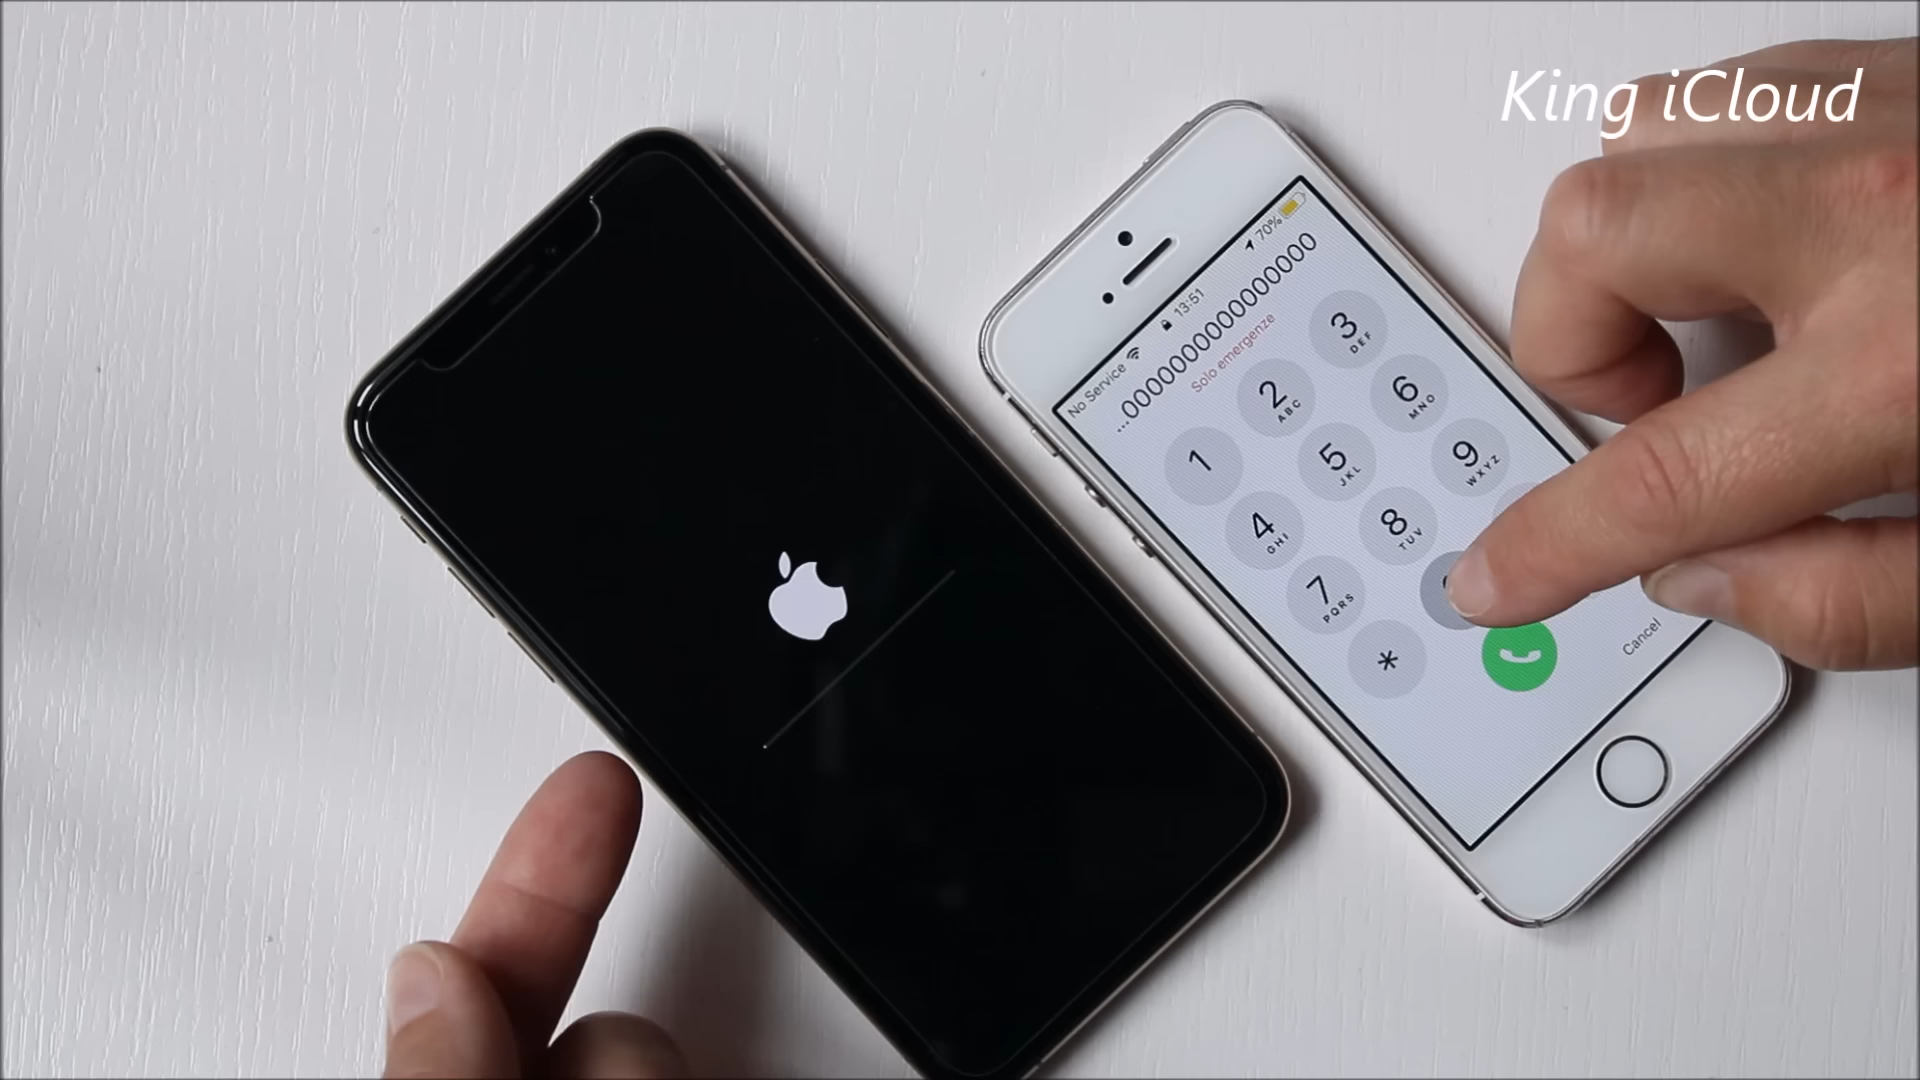 King iCloud
No Service 13:51 70%
...0000000000000000
Solo emergenze
1
2 ABC
3 DEF
4 GHI
5 JKL
6 MNO
7 PQRS
8 TUV
9 WXYZ
*
Cancel